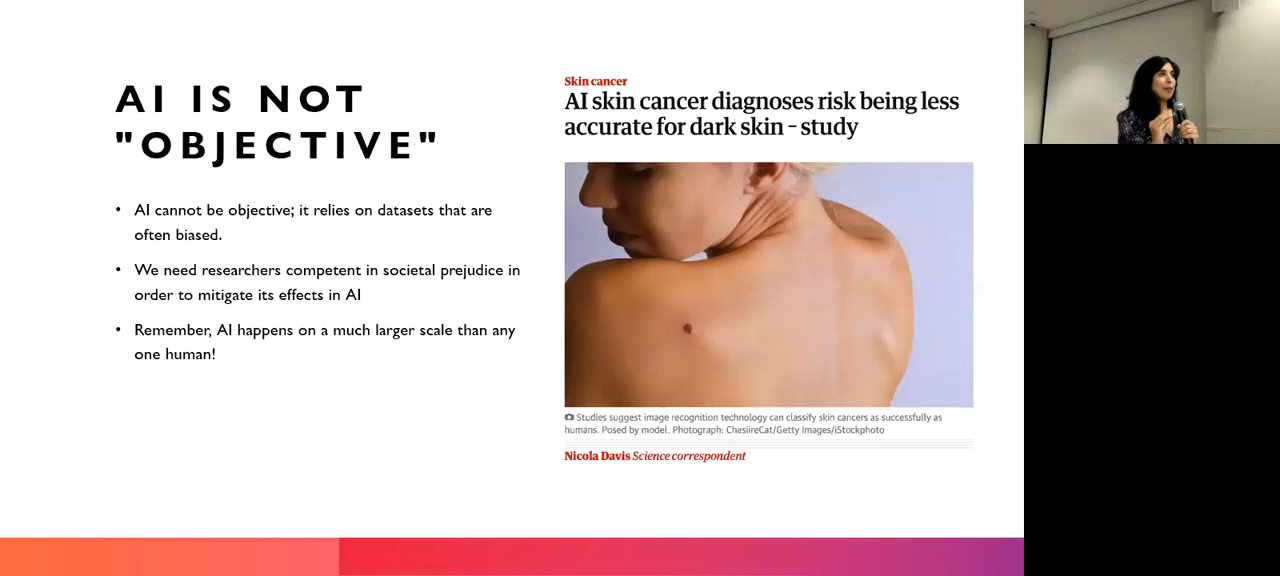 AI IS NOT
"OBJECTIVE"
• AI cannot be objective; it relies on datasets that are
often biased.
• We need researchers competent in societal prejudice in
order to mitigate its effects in AI
• Remember, AI happens on a much larger scale than any
one human!
Skin cancer
AI skin cancer diagnoses risk being less
accurate for dark skin – study
Studies suggest image recognition technology can classify skin cancers as successfully as
humans. Posed by model. Photograph: ChesiireCat/Getty Images/iStockphoto
Nicola Davis Science correspondent